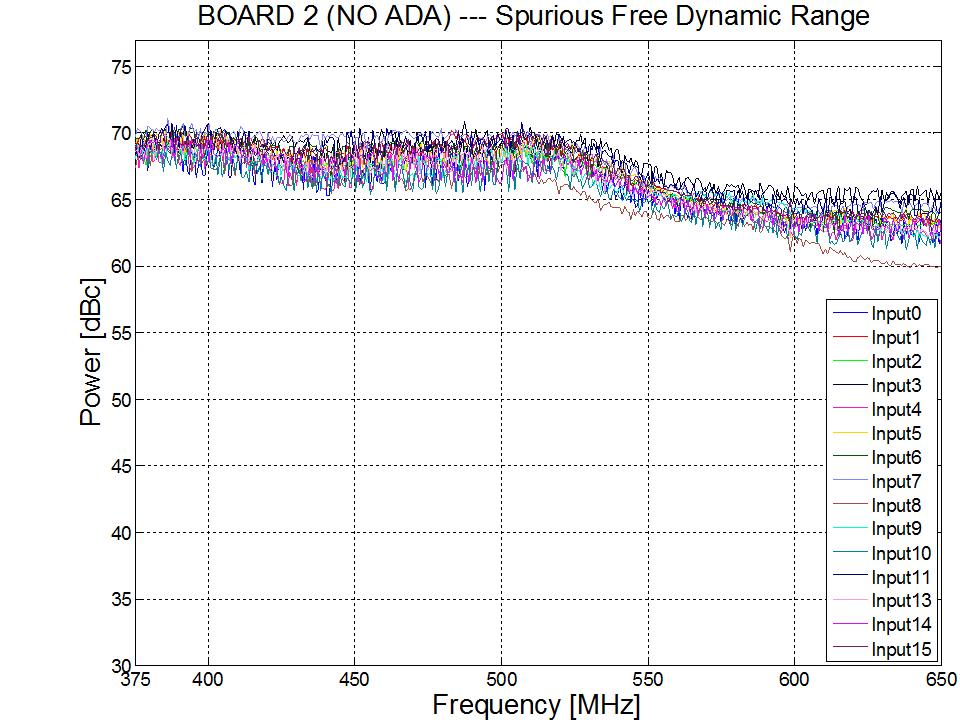 BOARD 2 (NO ADA) --- Spurious Free Dynamic Range
75
70
65
60
55
50
45
40
35
30
Power [dBc]
375
400
450
500
550
600
650
Frequency [MHz]
Input0
Input1
Input2
Input3
Input4
Input5
Input6
Input7
Input8
Input9
Input10
Input11
Input13
Input14
Input15